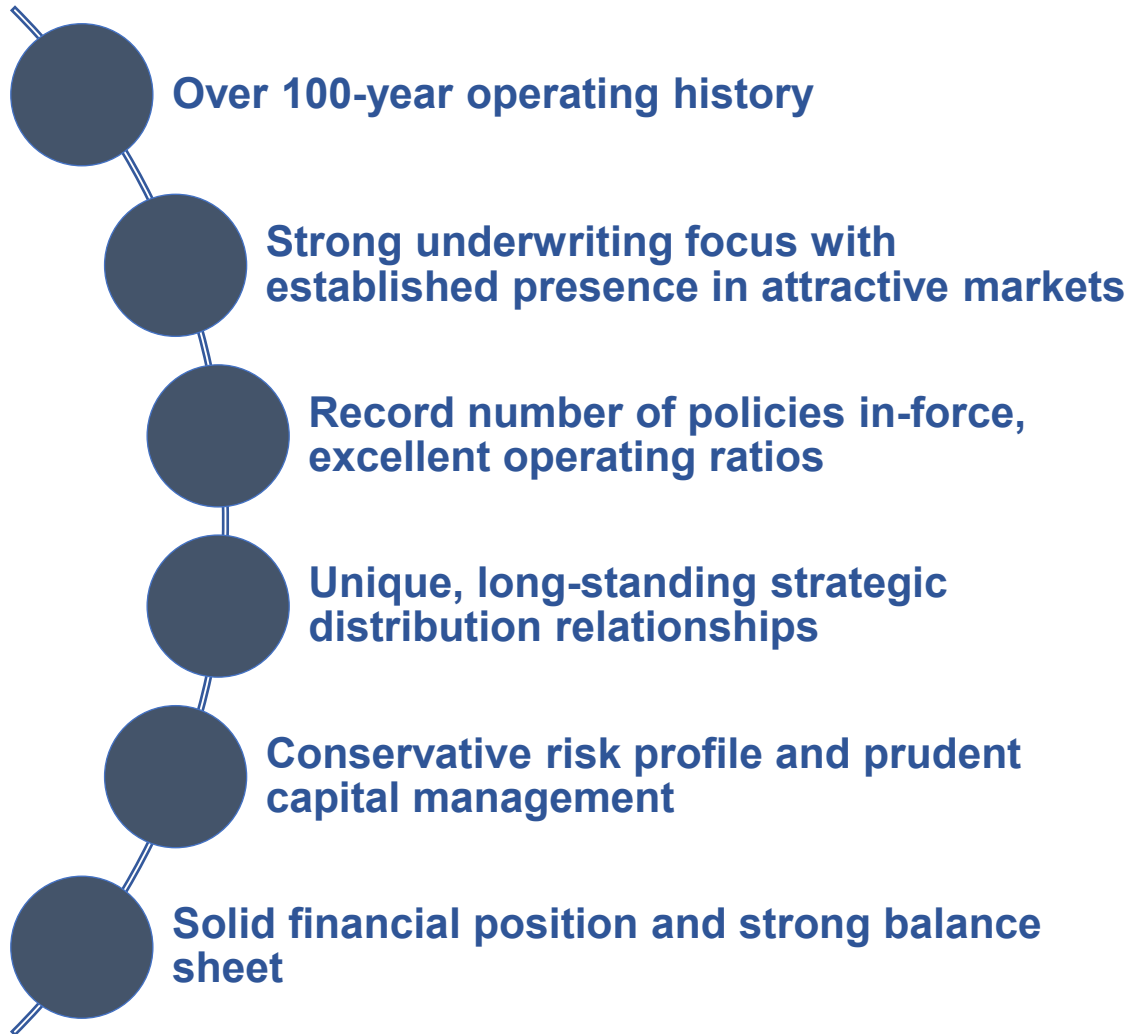 Over 100-year operating history
Strong underwriting focus with
established presence in attractive markets
Record number of policies in-force,
excellent operating ratios
Unique, long-standing strategic
distribution relationships
Conservative risk profile and prudent
capital management
Solid financial position and strong balance
sheet